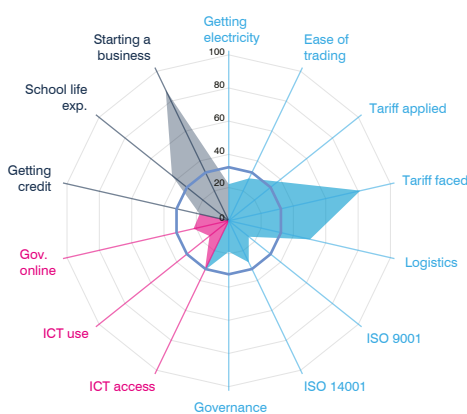 Getting
electricity
Starting a
business
Ease of
trading
100
80
60
40
20
0
School life
exp.
Tariff applied
Getting
credit
Tariff faced
Gov.
online
Logistics
ICT use
ISO 9001
ICT access
ISO 14001
Governance